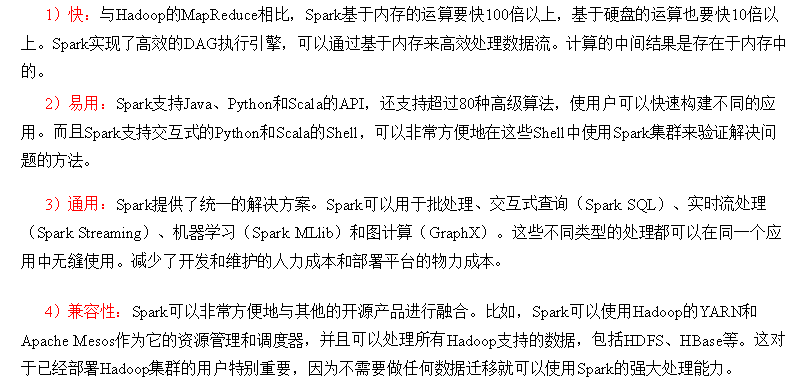 1）快：与Hadoop的MapReduce相比，Spark基于内存的运算要快100倍以上，基于硬盘的运算也要快10倍以
上。Spark实现了高效的DAG执行引擎，可以通过基于内存来高效处理数据流。计算的中间结果是存在于内存中
的。
2）易用：Spark支持Java、Python和Scala的API，还支持超过80种高级算法，使用户可以快速构建不同的应
用。而且Spark支持交互式的Python和Scala的Shell，可以非常方便地在这些Shell中使用Spark集群来验证解决问
题的方法。
3）通用：Spark提供了统一的解决方案。Spark可以用于批处理、交互式查询（Spark SQL）、实时流处理
（Spark Streaming）、机器学习（Spark MLlib）和图计算（GraphX）。这些不同类型的处理都可以在同一个应
用中无缝使用。减少了开发和维护的人力成本和部署平台的物力成本。
4）兼容性：Spark可以非常方便地与其他的开源产品进行融合。比如，Spark可以使用Hadoop的YARN和
Apache Mesos作为它的资源管理和调度器，并且可以处理所有Hadoop支持的数据，包括HDFS、HBase等。这对
于已经部署Hadoop集群的用户特别重要，因为不需要做任何数据迁移就可以使用Spark的强大处理能力。